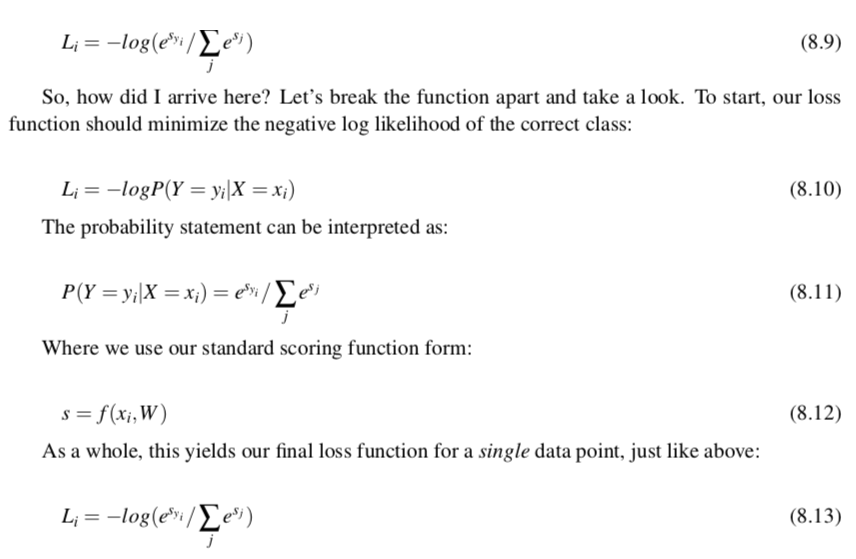 L_i = −log(e^{s_{y_i}} / ∑_j e^{s_j}) (8.9)
So, how did I arrive here? Let's break the function apart and take a look. To start, our loss
function should minimize the negative log likelihood of the correct class:
L_i = −logP(Y = y_i|X = x_i) (8.10)
The probability statement can be interpreted as:
P(Y = y_i|X = x_i) = e^{s_{y_i}} / ∑_j e^{s_j} (8.11)
Where we use our standard scoring function form:
s = f(x_i, W) (8.12)
As a whole, this yields our final loss function for a single data point, just like above:
L_i = −log(e^{s_{y_i}} / ∑_j e^{s_j}) (8.13)